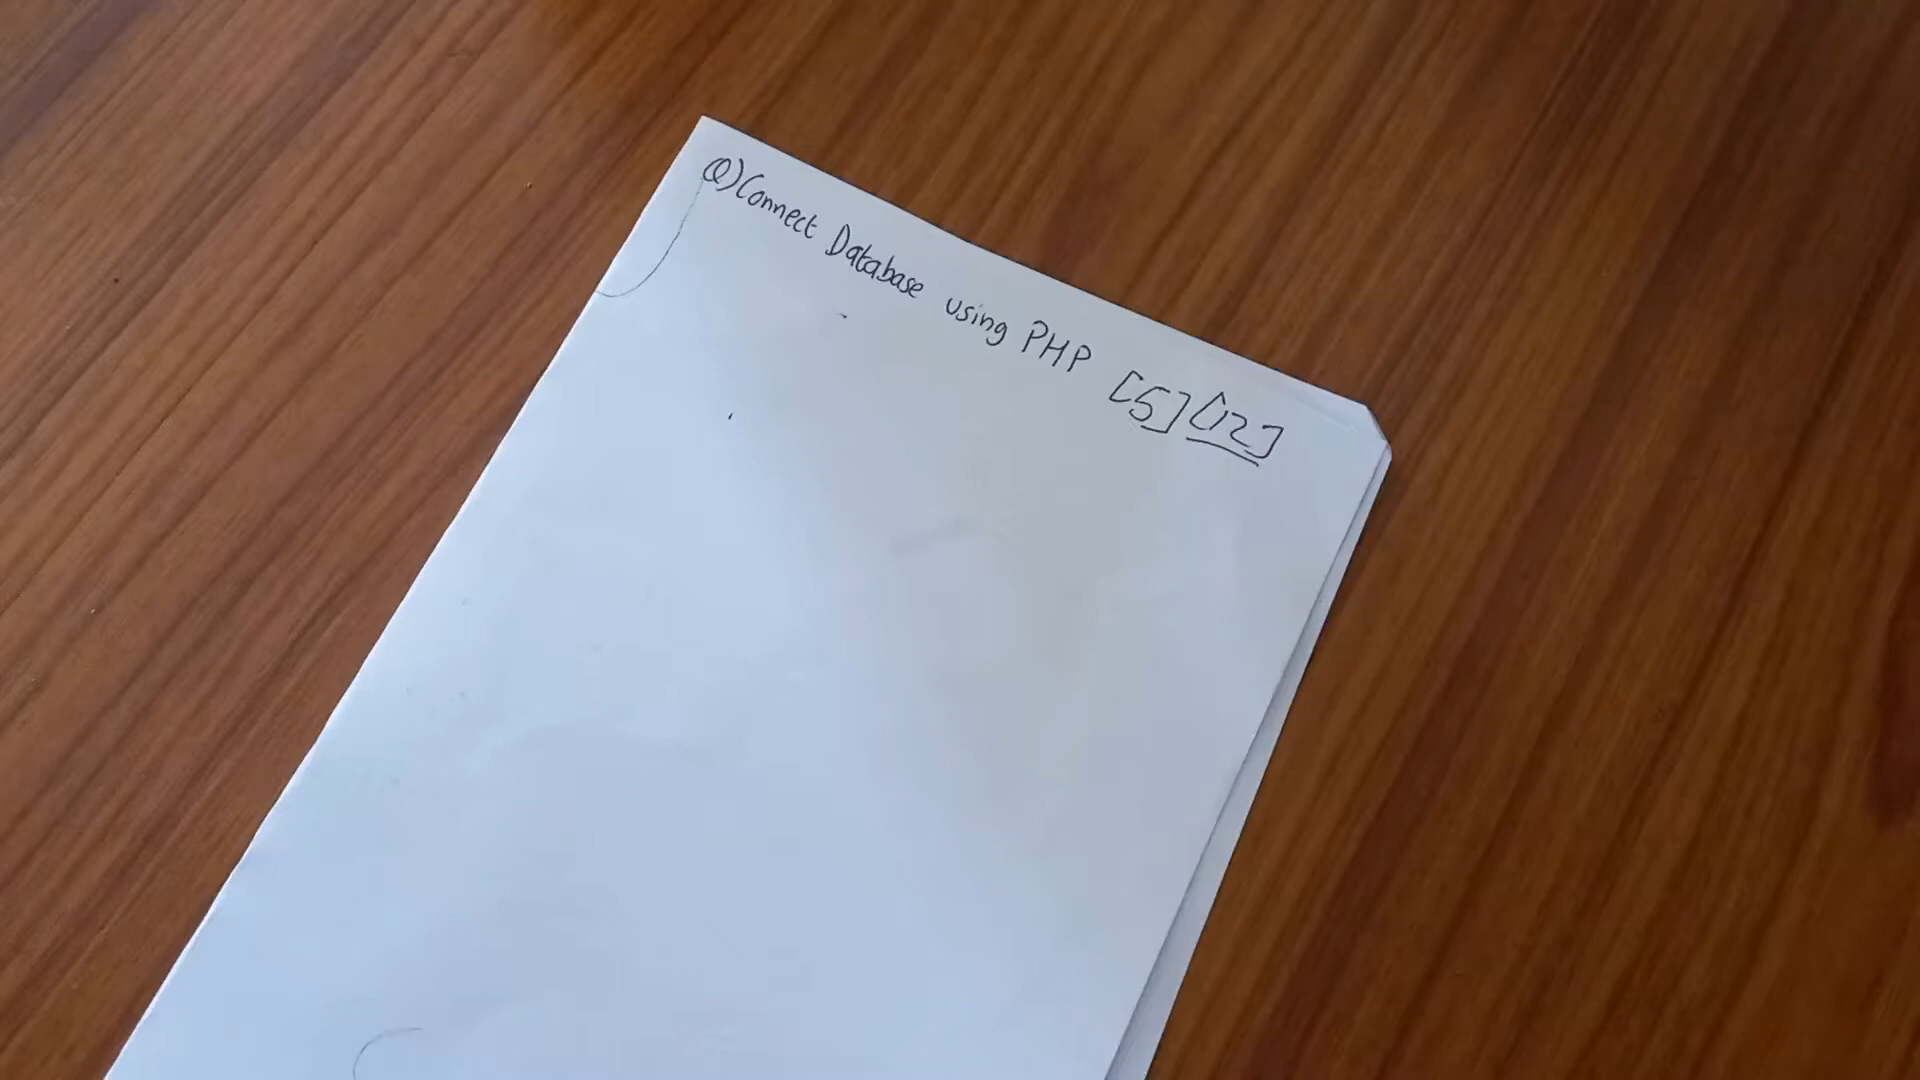 Q) Connect Database using PHP [5] [12]